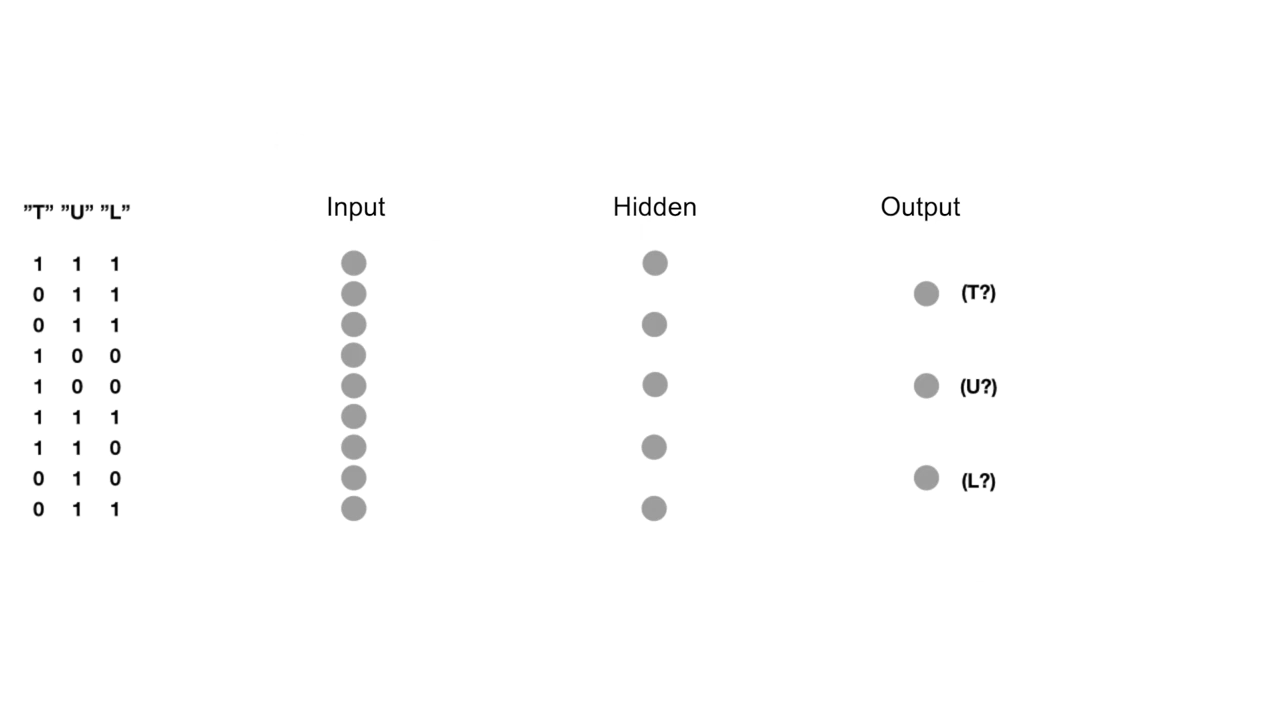 ”T” ”U” ”L” Input Hidden Output
1 1 1
0 1 1 (T?)
0 1 1
1 0 0
1 0 0 (U?)
1 1 1
1 1 0
0 1 0 (L?)
0 1 1